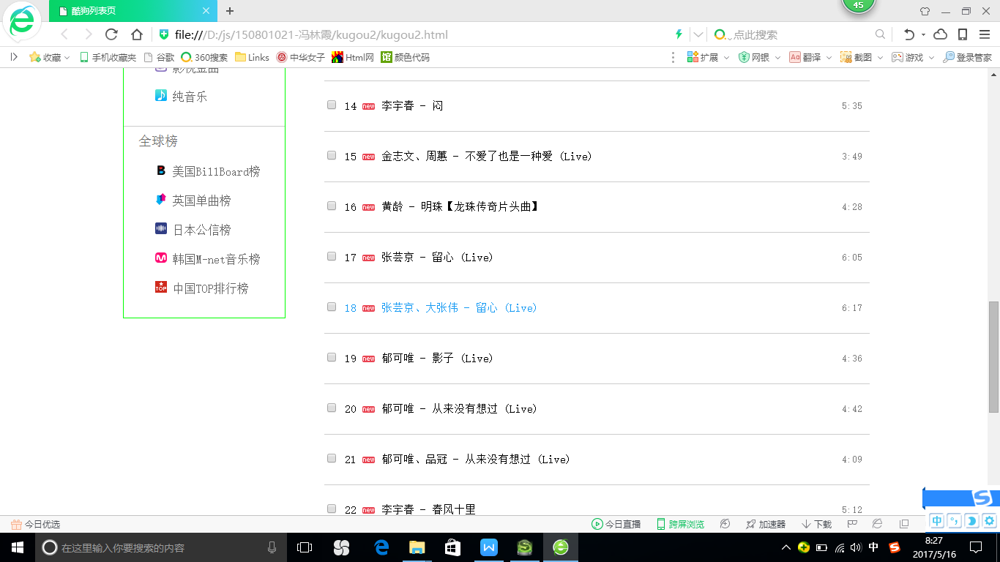 45
酷狗列表页
file:///D:/js/150801021-冯林霞/kugou2/kugou2.html
点此搜索
收藏 手机收藏夹 谷歌 360搜索 Links 中华女子 Html网 颜色代码 扩展 网银 翻译 截图 游戏 登录管家
影视金曲
纯音乐
全球榜
美国BillBoard榜
英国单曲榜
日本公信榜
韩国M-net音乐榜
TOP 中国TOP排行榜
14 new 李宇春 - 闷 5:35
15 new 金志文、周蕙 - 不爱了也是一种爱 (Live) 3:49
16 new 黄龄 - 明珠【龙珠传奇片头曲】 4:28
17 new 张芸京 - 留心 (Live) 6:05
18 new 张芸京、大张伟 - 留心 (Live) 6:17
19 new 郁可唯 - 影子 (Live) 4:36
20 new 郁可唯 - 从来没有想过 (Live) 4:42
21 new 郁可唯、品冠 - 从来没有想过 (Live) 4:09
22 new 李宇春 - 春风十里 5:12
今日优选 今日直播 跨屏浏览 加速器 下载
中
在这里输入你要搜索的内容
中
8:27
2017/5/16